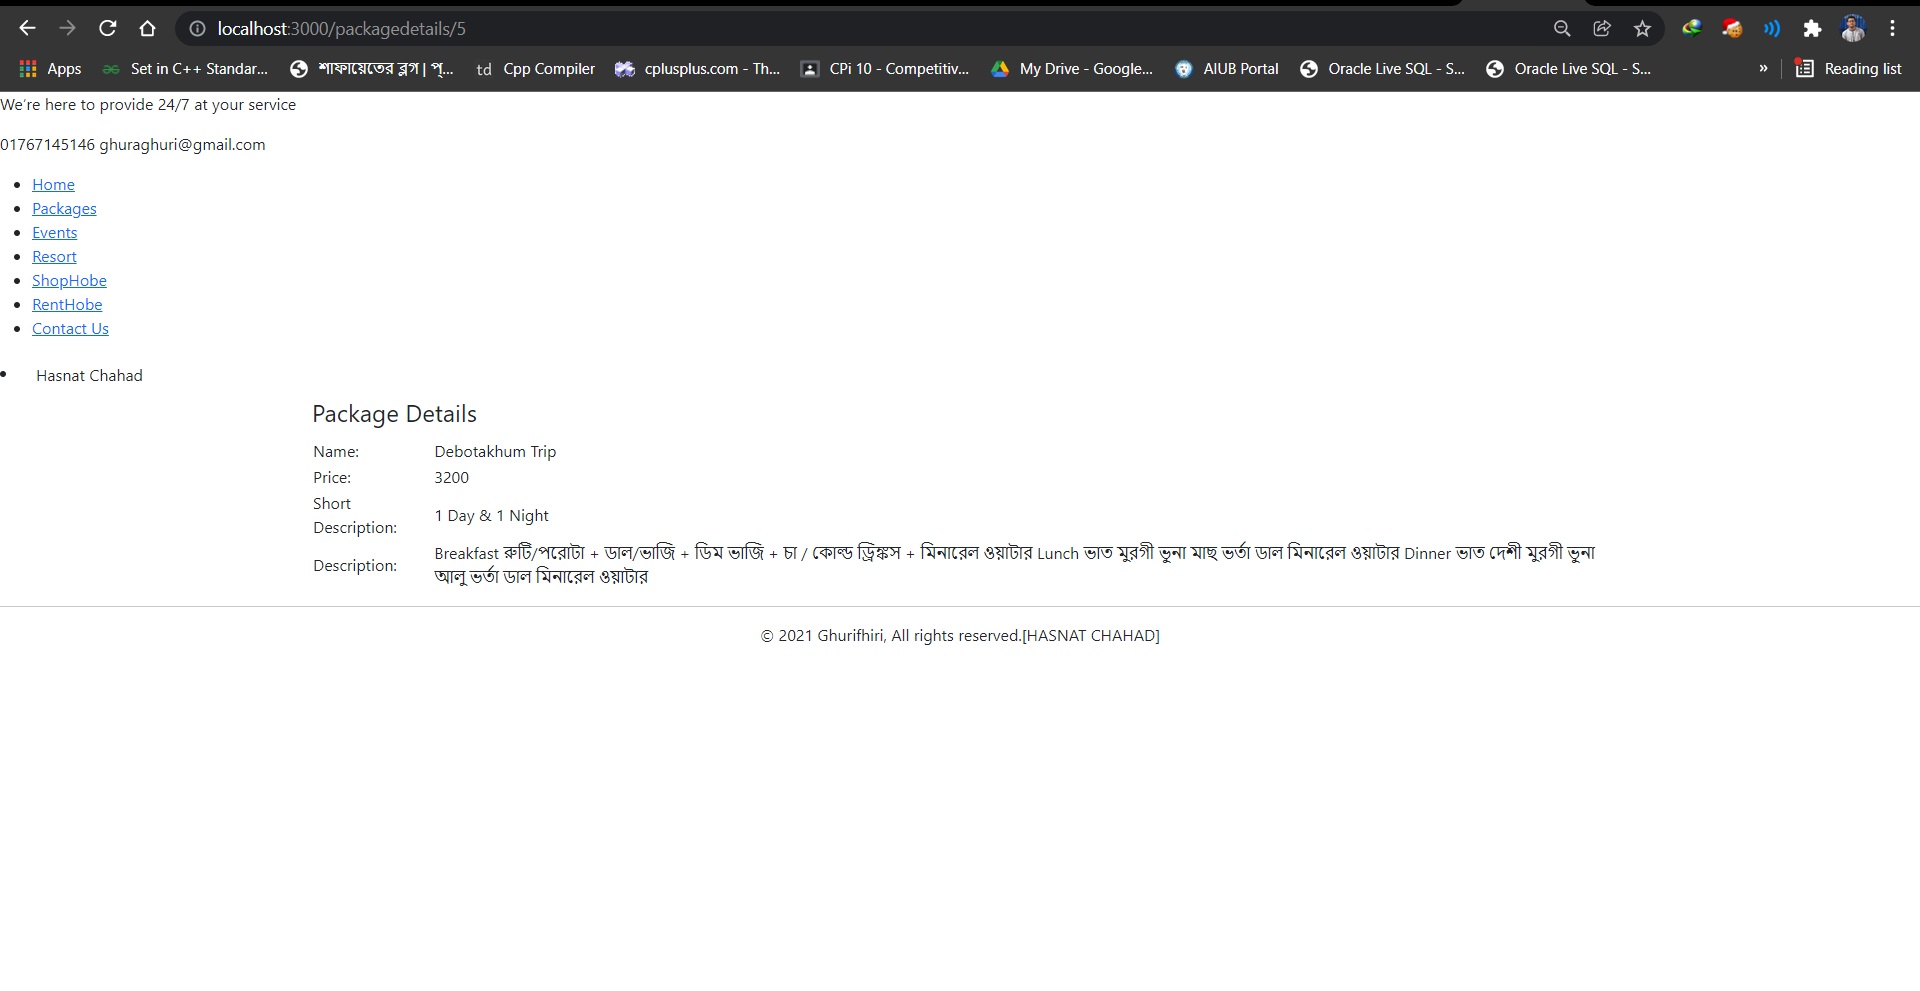 localhost:3000/packagedetails/5
Apps Set in C++ Standar... শাফায়েতের ব্লগ | প্... td Cpp Compiler cplusplus.com - Th... CPi 10 - Competitiv... My Drive - Google... AIUB Portal Oracle Live SQL - S... Oracle Live SQL - S... » Reading list
We're here to provide 24/7 at your service
01767145146 ghuraghuri@gmail.com
Home
Packages
Events
Resort
ShopHobe
RentHobe
Contact Us
Hasnat Chahad
Package Details
Name: Debotakhum Trip
Price: 3200
Short
Description: 1 Day & 1 Night
Description: Breakfast রুটি/পরোটা + ডাল/ভাজি + ডিম ভাজি + চা / কোল্ড ড্রিঙ্কস + মিনারেল ওয়াটার Lunch ভাত মুরগী ভুনা মাছ ভর্তা ডাল মিনারেল ওয়াটার Dinner ভাত দেশী মুরগী ভুনা
আলু ভর্তা ডাল মিনারেল ওয়াটার
© 2021 Ghurifhiri, All rights reserved.[HASNAT CHAHAD]